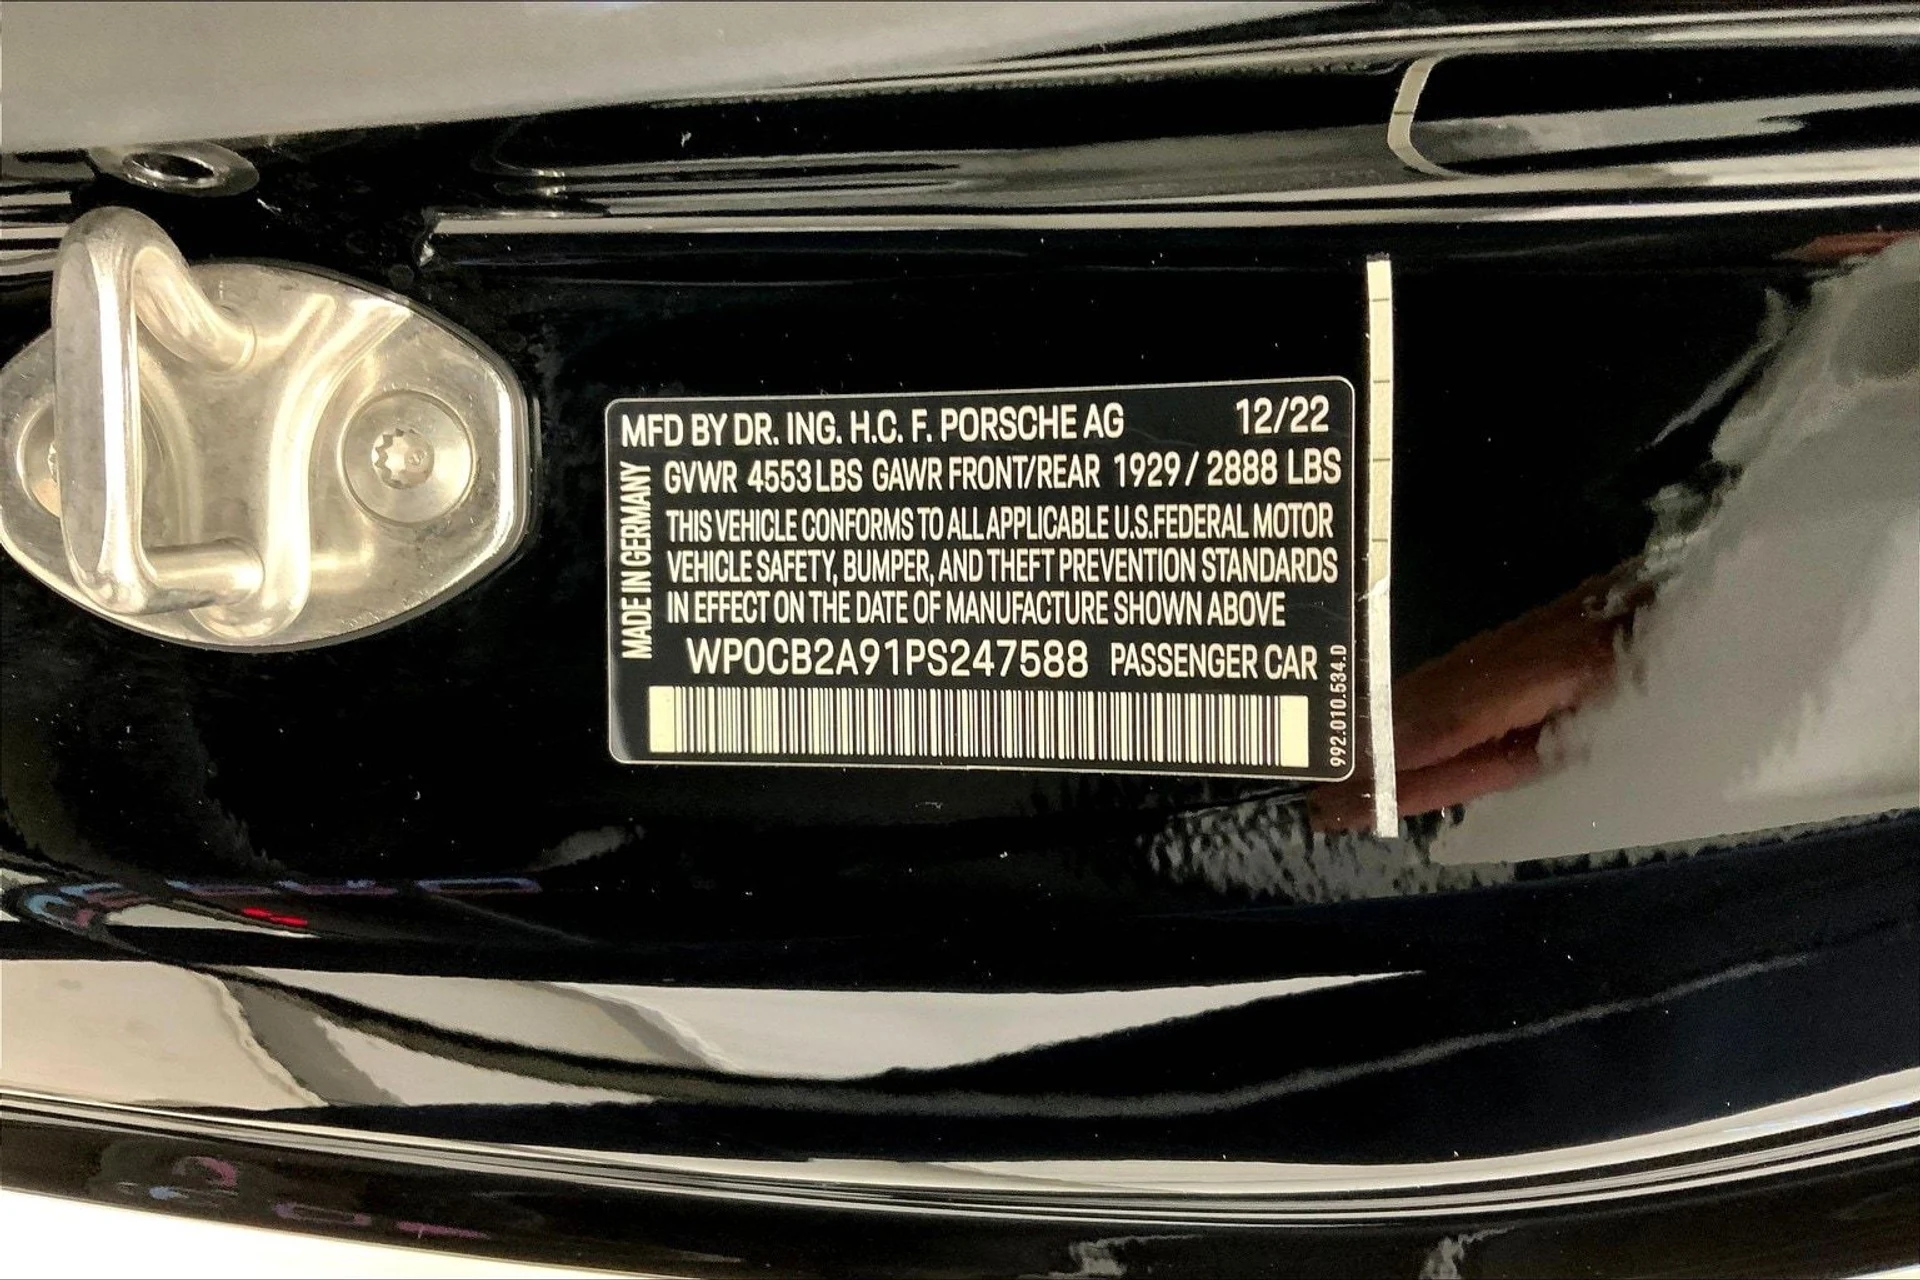 MFD BY DR. ING. H.C. F. PORSCHE AG 12/22
GVWR 4553 LBS GAWR FRONT/REAR 1929 / 2888 LBS
THIS VEHICLE CONFORMS TO ALL APPLICABLE U.S.FEDERAL MOTOR
VEHICLE SAFETY, BUMPER, AND THEFT PREVENTION STANDARDS
IN EFFECT ON THE DATE OF MANUFACTURE SHOWN ABOVE
WP0CB2A91PS247588 PASSENGER CAR
MADE IN GERMANY
992.010.534.0